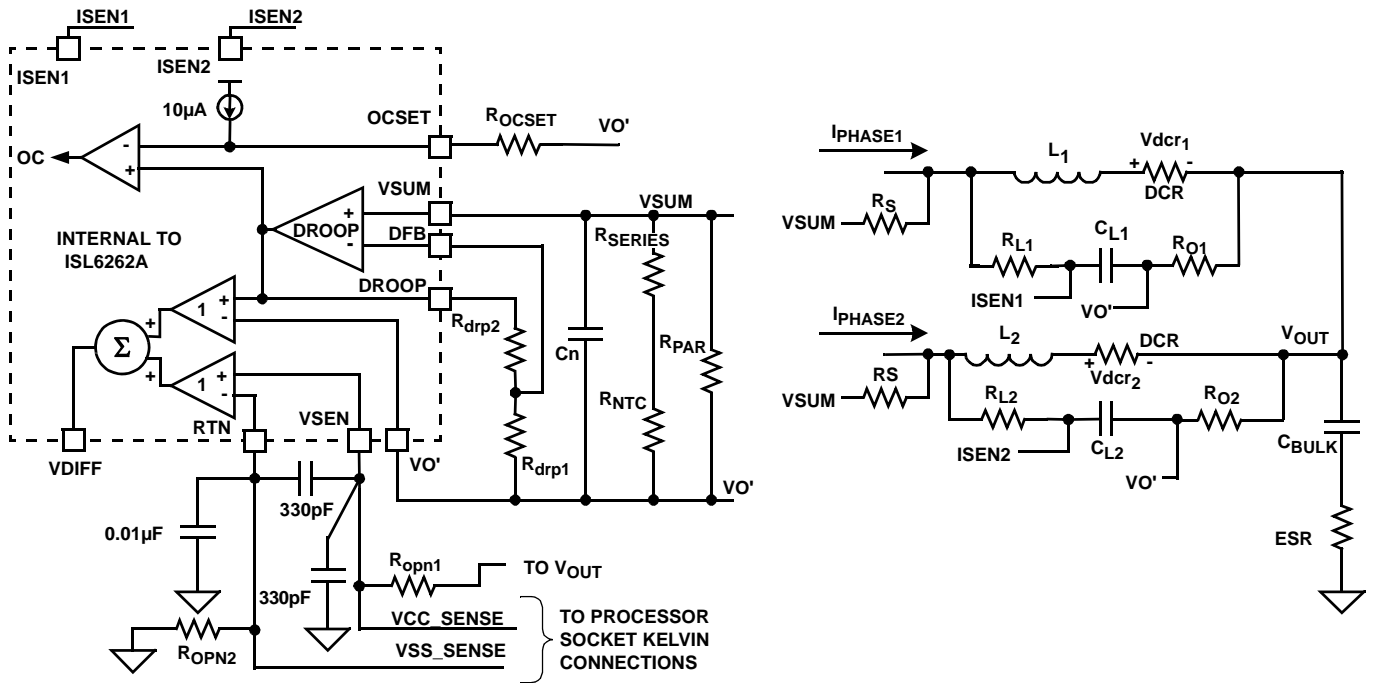 ISEN1
ISEN2
ISEN1
ISEN2
10µA
OCSET
ROCSET
VO'
OC
-
+
VSUM
VSUM
DROOP
+
-
DFB
INTERNAL TO
ISL6262A
DROOP
RSERIES
Rdrp2
Cn
RPAR
1
+
-
Σ
+
+
1
+
-
RNTC
Rdrp1
RTN
VSEN
VDIFF
VO'
VO'
330pF
0.01µF
330pF
Ropn1
TO VOUT
ROPN2
VCC_SENSE
VSS_SENSE
TO PROCESSOR
SOCKET KELVIN
CONNECTIONS
IPHASE1
L1
Vdcr1
+
-
DCR
RS
VSUM
RL1
CL1
RO1
ISEN1
VO'
IPHASE2
L2
DCR
+
-
Vdcr2
VOUT
RS
VSUM
RL2
CL2
RO2
ISEN2
VO'
CBULK
ESR